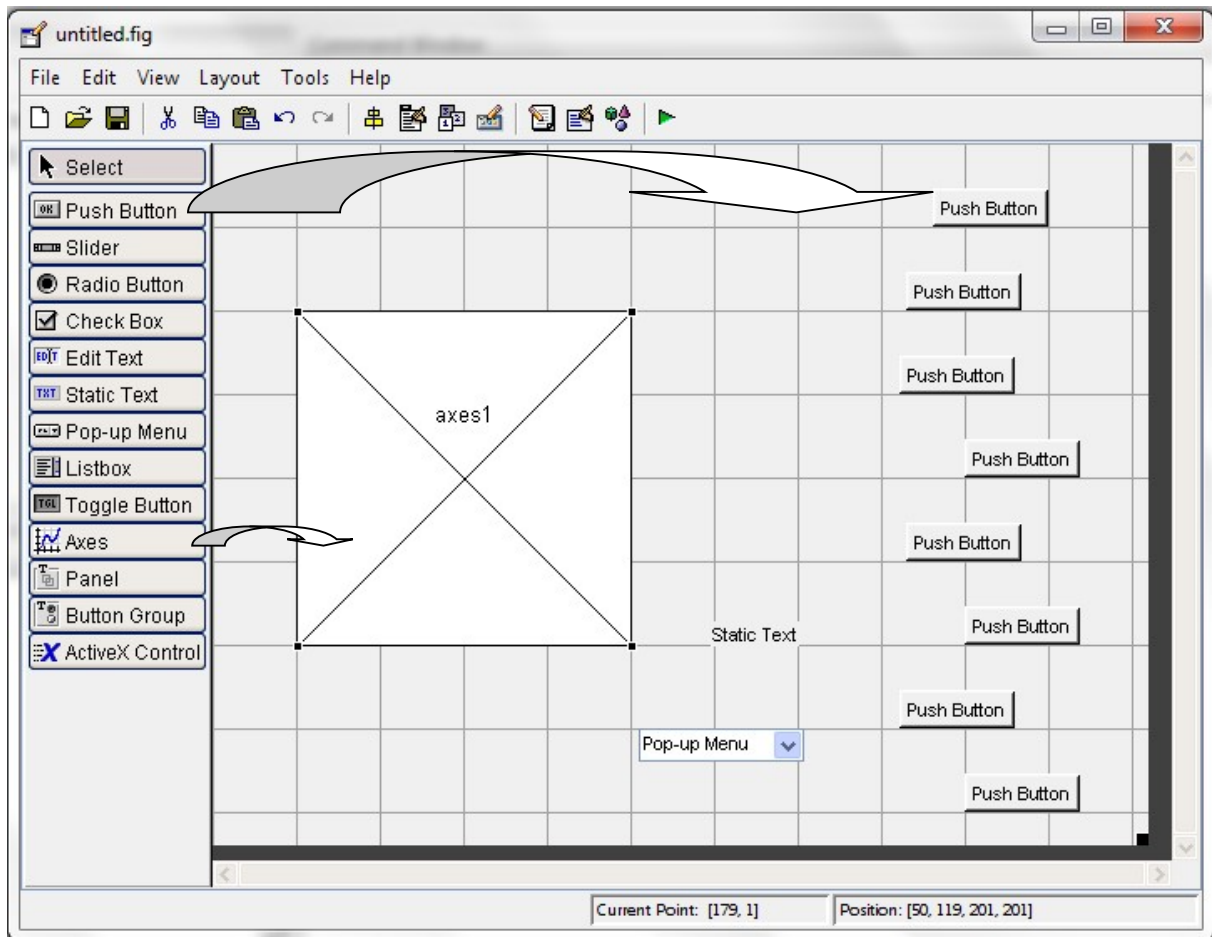 untitled.fig
File Edit View Layout Tools Help
Select
Push Button
Slider
Radio Button
Check Box
Edit Text
Static Text
Pop-up Menu
Listbox
Toggle Button
Axes
Panel
Button Group
ActiveX Control
axes1
Push Button
Push Button
Push Button
Push Button
Push Button
Push Button
Static Text
Push Button
Pop-up Menu
Push Button
Current Point: [179, 1]
Position: [50, 119, 201, 201]